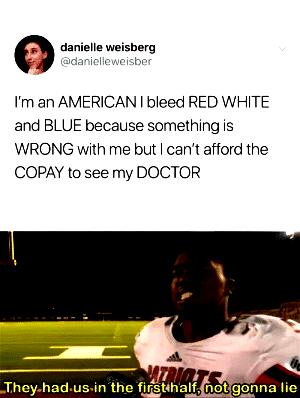 danielle weisberg
@danielleweisber
I'm an AMERICAN I bleed RED WHITE
and BLUE because something is
WRONG with me but I can't afford the
COPAY to see my DOCTOR
PATRIOTS
They had us in the first half, not gonna lie